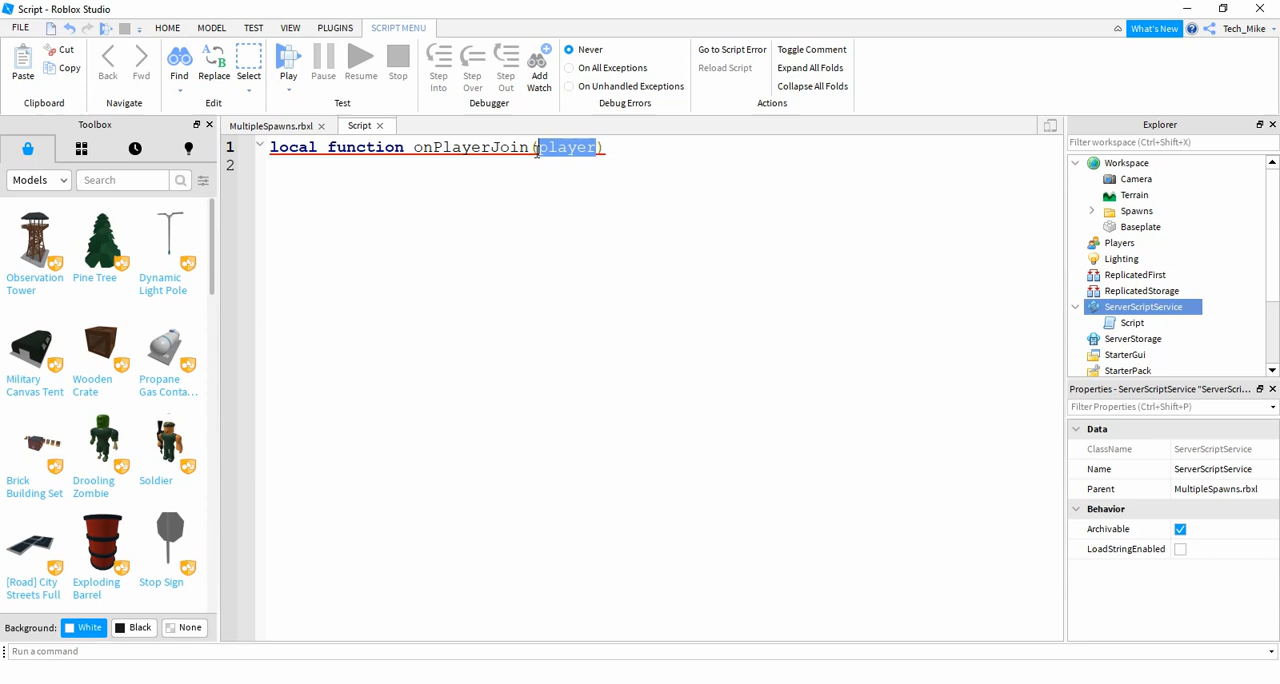 Script - Roblox Studio
FILE HOME MODEL TEST VIEW PLUGINS SCRIPT MENU What's New Tech_Mike
Paste Cut Copy Back Fwd Find Replace Select Play Pause Resume Stop Step Into Step Over Step Out Add Watch
Never
On All Exceptions
On Unhandled Exceptions
Go to Script Error
Reload Script
Toggle Comment
Expand All Folds
Collapse All Folds
Clipboard Navigate Edit Test Debugger Debug Errors Actions
Toolbox
Models Search
Observation Tower
Pine Tree
Dynamic Light Pole
Military Canvas Tent
Wooden Crate
Propane Gas Conta...
Brick Building Set
Drooling Zombie
Soldier
[Road] City Streets Full
Exploding Barrel
Stop Sign
Background: White Black None
MultipleSpawns.rbxl Script
1 local function onPlayerJoin(player)
2
Explorer
Filter workspace (Ctrl+Shift+X)
Workspace
Camera
Terrain
Spawns
Baseplate
Players
Lighting
ReplicatedFirst
ReplicatedStorage
ServerScriptService
Script
ServerStorage
StarterGui
StarterPack
Properties - ServerScriptService "ServerScri...
Filter Properties (Ctrl+Shift+P)
Data
ClassName ServerScriptService
Name ServerScriptService
Parent MultipleSpawns.rbxl
Behavior
Archivable
LoadStringEnabled
Run a command